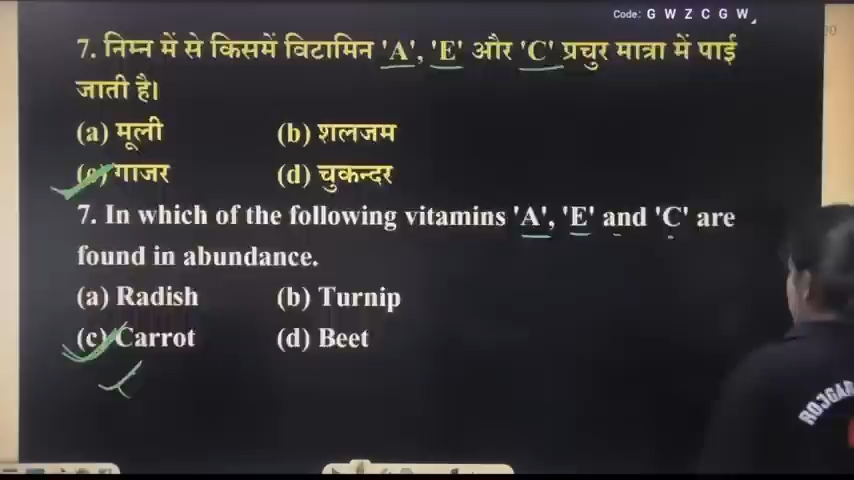 Code: G W Z C G W
7. निम्न में से किसमें विटामिन 'A', 'E' और 'C' प्रचुर मात्रा में पाई
जाती है।
(a) मूली (b) शलजम
(c) गाजर (d) चुकन्दर
7. In which of the following vitamins 'A', 'E' and 'C' are
found in abundance.
(a) Radish (b) Turnip
(c) Carrot (d) Beet